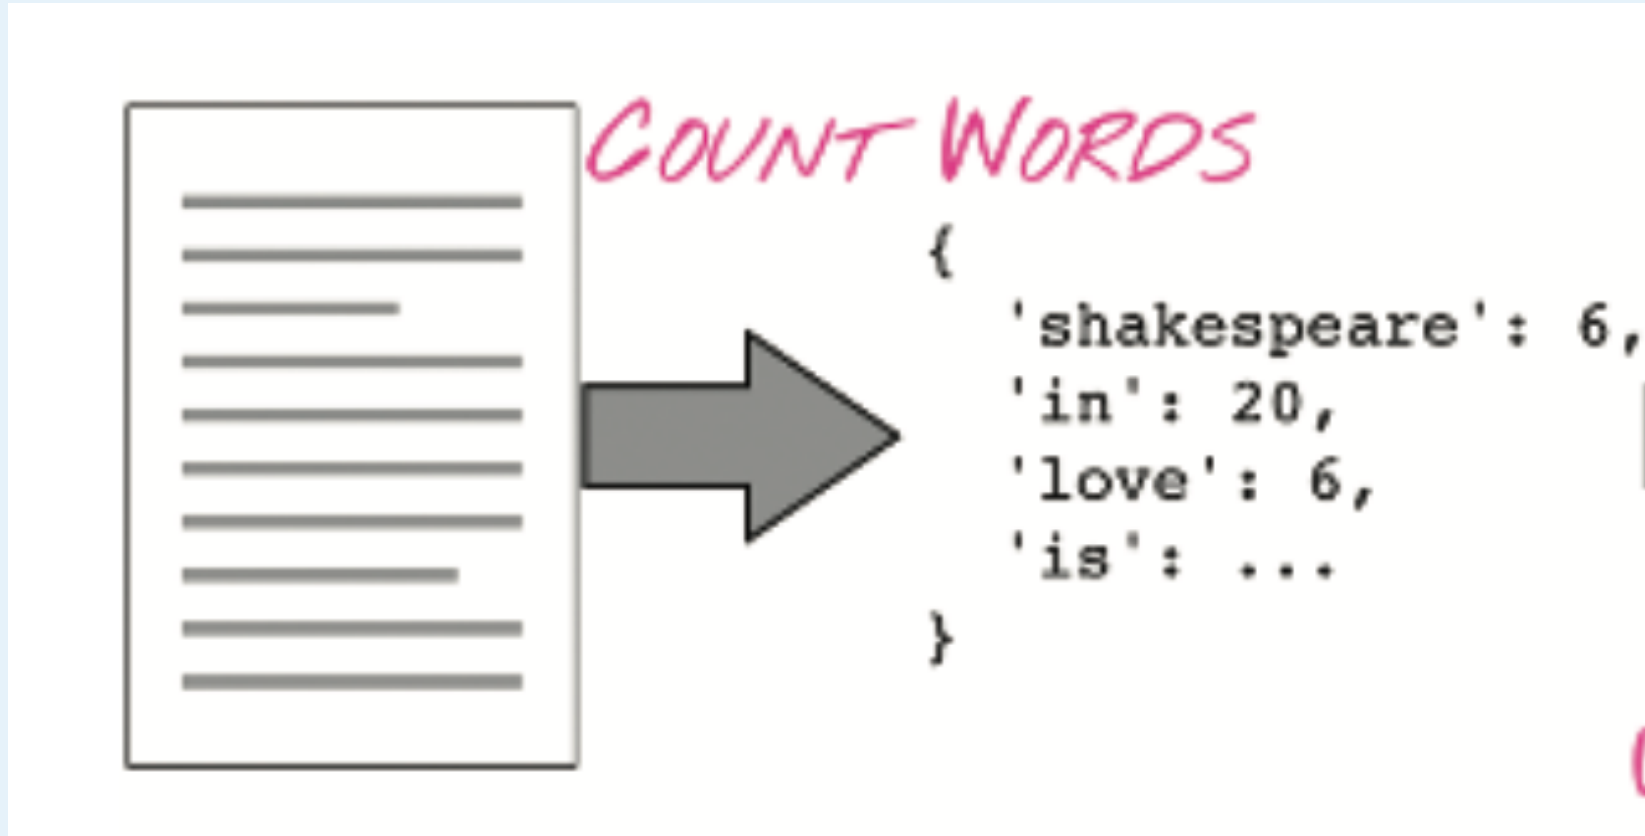 COUNT WORDS
{
'shakespeare': 6,
'in': 20,
'love': 6,
'is': ...
}